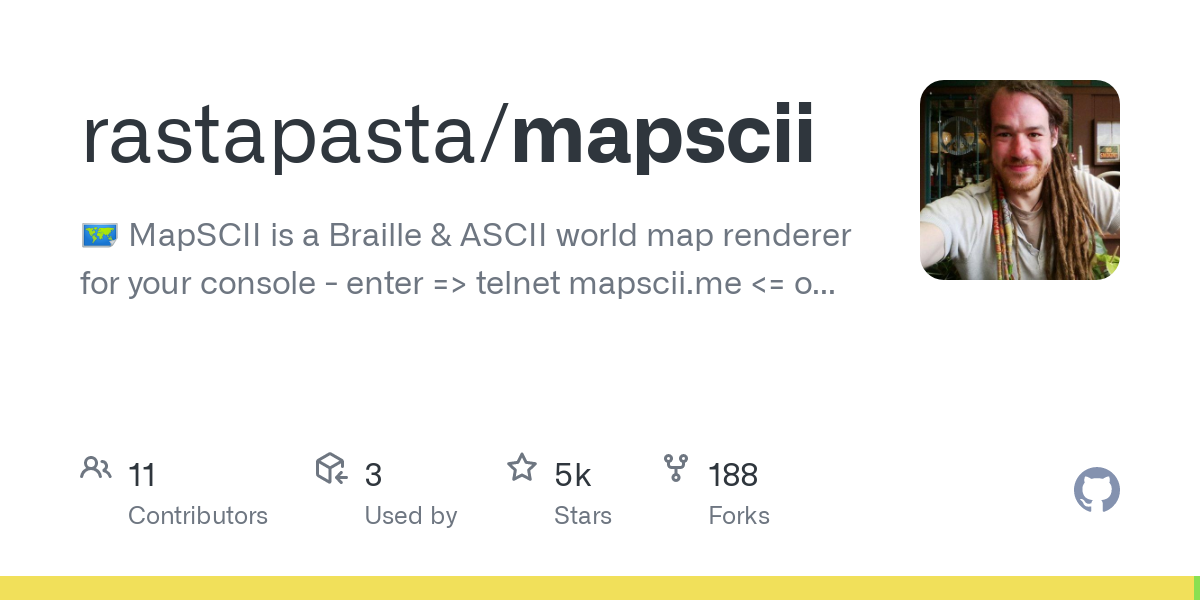 rastapasta/mapscii
🗺️ MapSCII is a Braille & ASCII world map renderer
for your console - enter => telnet mapscii.me <= o...
11
Contributors
3
Used by
5k
Stars
188
Forks